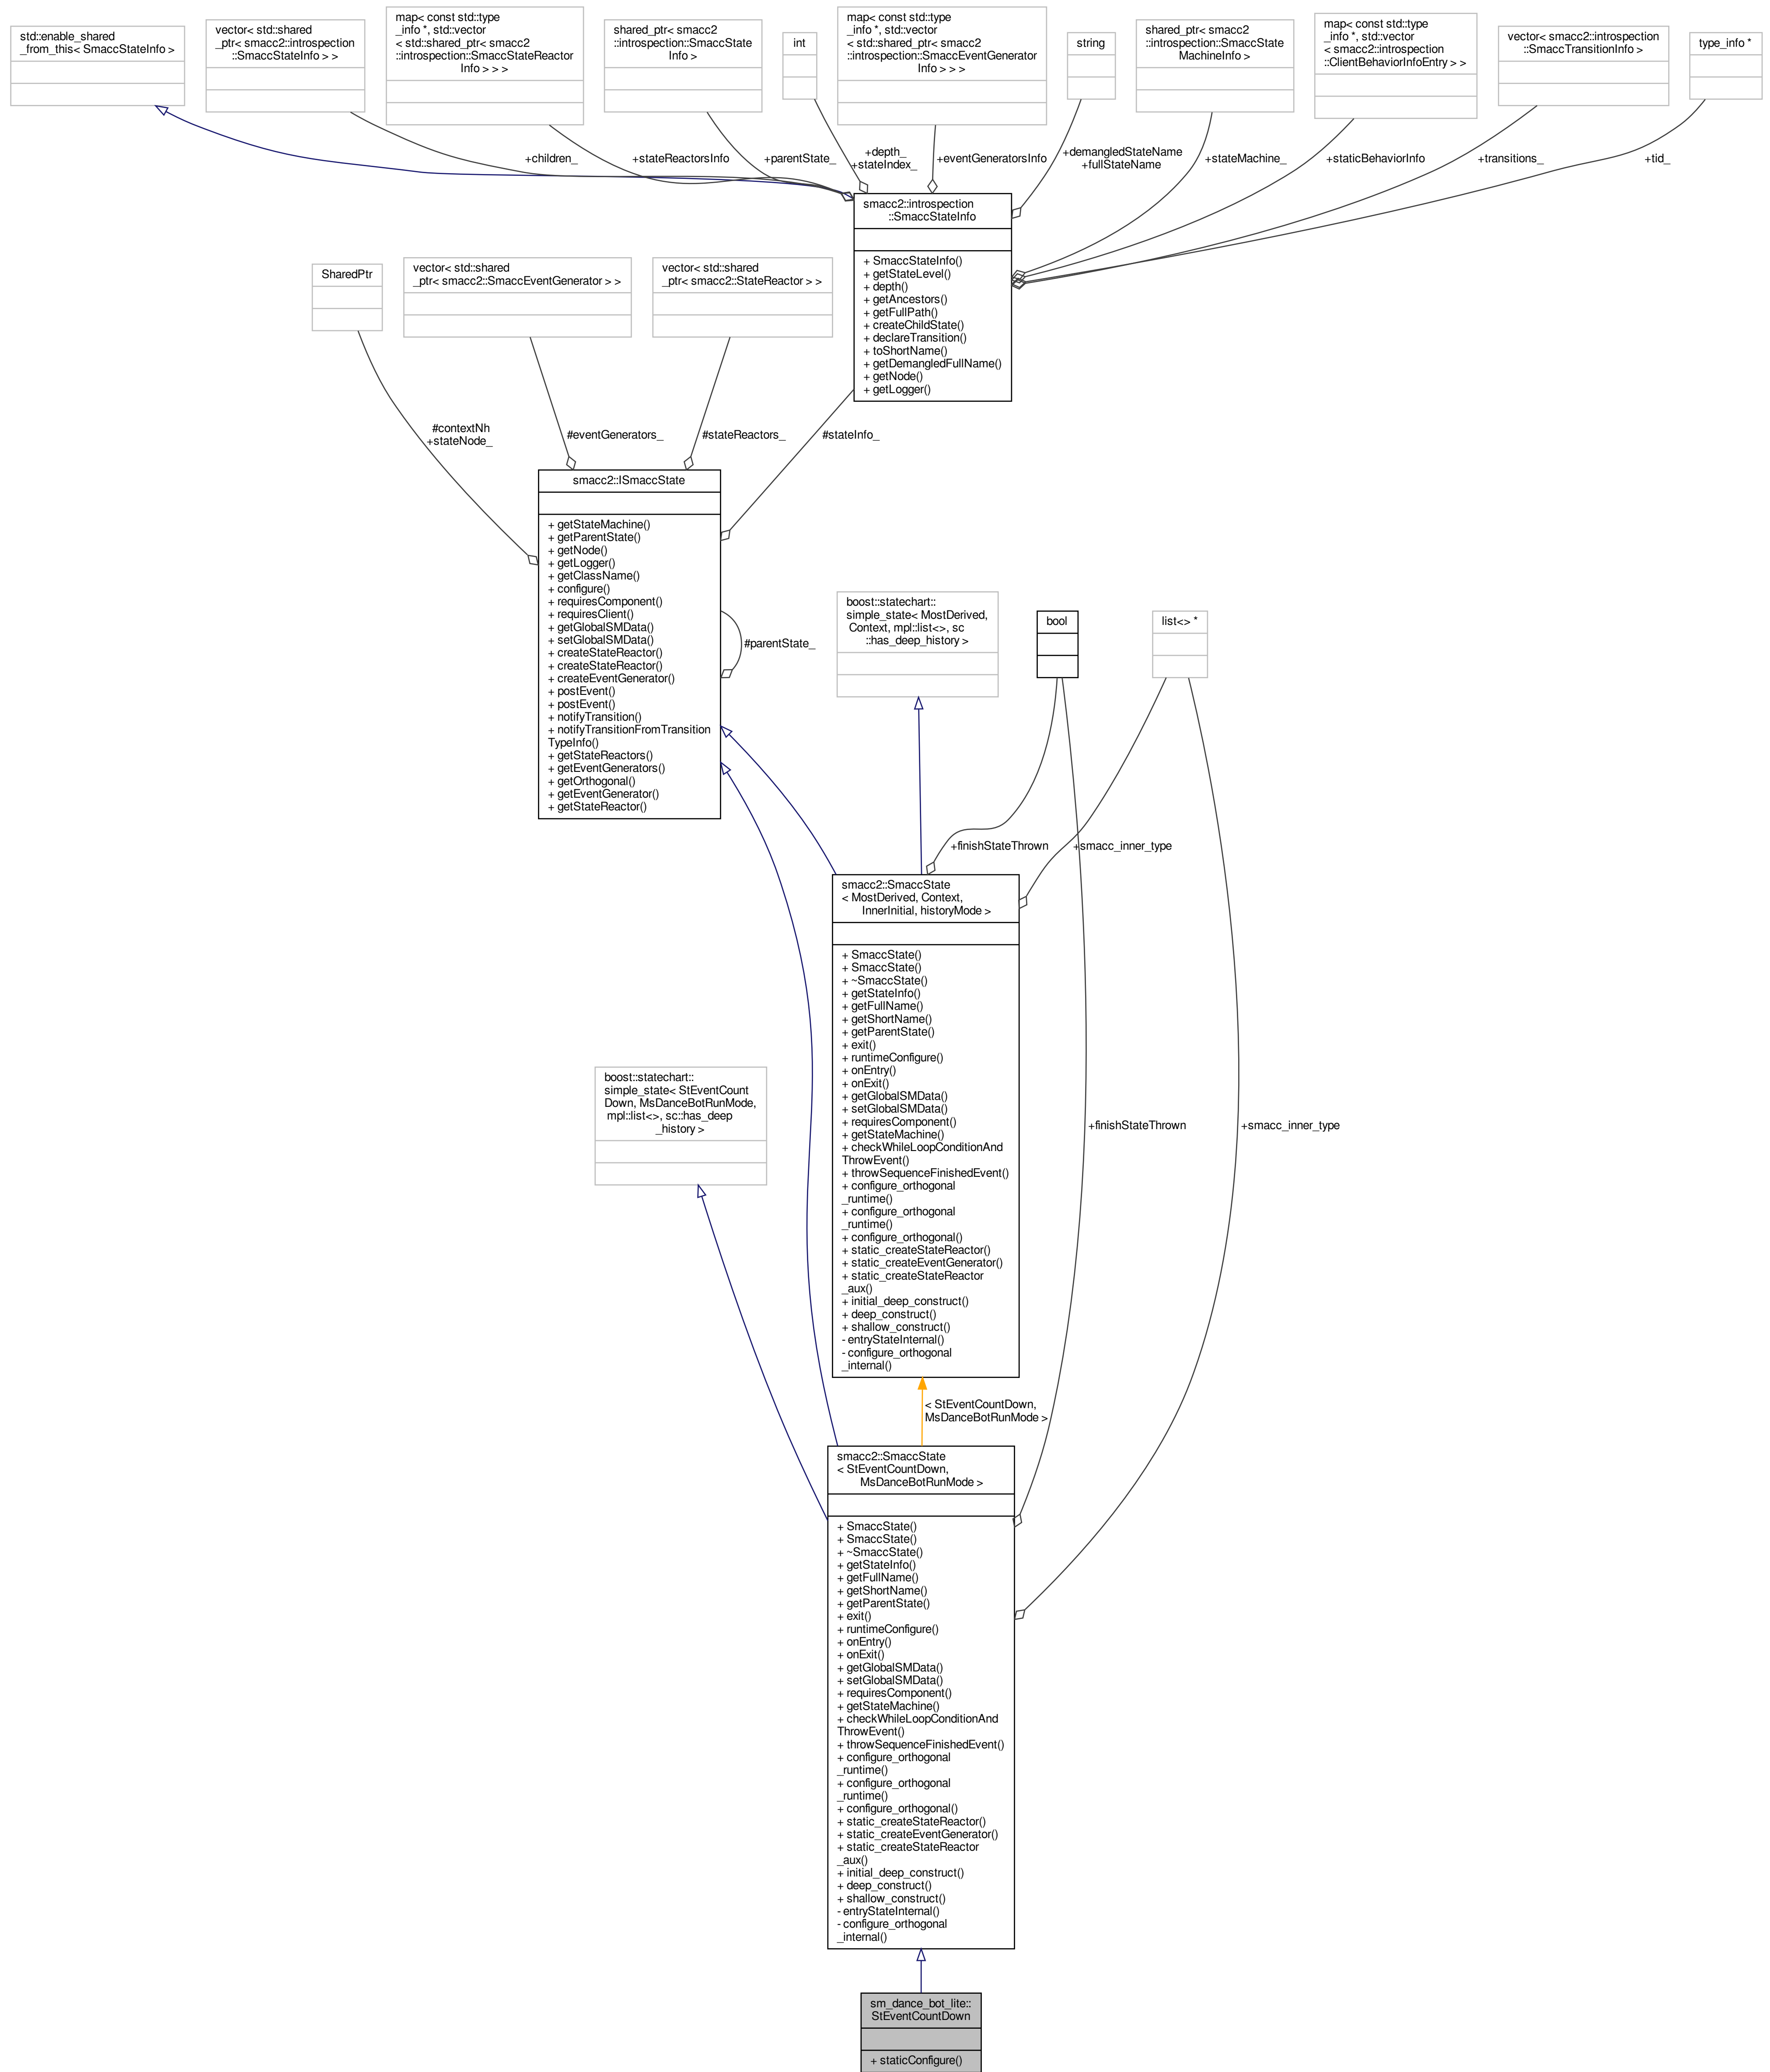 std::enable_shared
_from_this< SmaccStateInfo >
vector< std::shared
_ptr< smacc2::introspection
::SmaccStateInfo > >
map< const std::type
_info *, std::vector
< std::shared_ptr< smacc2
::introspection::SmaccStateReactor
Info > > >
shared_ptr< smacc2
::introspection::SmaccState
Info >
int
map< const std::type
_info *, std::vector
< std::shared_ptr< smacc2
::introspection::SmaccEventGenerator
Info > > >
string
shared_ptr< smacc2
::introspection::SmaccState
MachineInfo >
map< const std::type
_info *, std::vector
< smacc2::introspection
::ClientBehaviorInfoEntry > >
vector< smacc2::introspection
::SmaccTransitionInfo >
type_info *
+children_
+stateReactorsInfo
+parentState_
+depth_
+stateIndex_
+eventGeneratorsInfo
+demangledStateName
+fullStateName
+stateMachine_
+staticBehaviorInfo
+transitions_
+tid_
smacc2::introspection
::SmaccStateInfo
+ SmaccStateInfo()
+ getStateLevel()
+ depth()
+ getAncestors()
+ getFullPath()
+ createChildState()
+ declareTransition()
+ toShortName()
+ getDemangledFullName()
+ getNode()
+ getLogger()
SharedPtr
vector< std::shared
_ptr< smacc2::SmaccEventGenerator > >
vector< std::shared
_ptr< smacc2::StateReactor > >
#contextNh
+stateNode_
#eventGenerators_
#stateReactors_
#stateInfo_
smacc2::ISmaccState
+ getStateMachine()
+ getParentState()
+ getNode()
+ getLogger()
+ getClassName()
+ configure()
+ requiresComponent()
+ requiresClient()
+ getGlobalSMData()
+ setGlobalSMData()
+ createStateReactor()
+ createStateReactor()
+ createEventGenerator()
+ postEvent()
+ postEvent()
+ notifyTransition()
+ notifyTransitionFromTransition
TypeInfo()
+ getStateReactors()
+ getEventGenerators()
+ getOrthogonal()
+ getEventGenerator()
+ getStateReactor()
#parentState_
boost::statechart::
simple_state< MostDerived,
Context, mpl::list<>, sc
::has_deep_history >
bool
list<> *
+finishStateThrown
+smacc_inner_type
smacc2::SmaccState
< MostDerived, Context,
InnerInitial, historyMode >
+ SmaccState()
+ SmaccState()
+ ~SmaccState()
+ getStateInfo()
+ getFullName()
+ getShortName()
+ getParentState()
+ exit()
+ runtimeConfigure()
+ onEntry()
+ onExit()
+ getGlobalSMData()
+ setGlobalSMData()
+ requiresComponent()
+ getStateMachine()
+ checkWhileLoopConditionAnd
ThrowEvent()
+ throwSequenceFinishedEvent()
+ configure_orthogonal
_runtime()
+ configure_orthogonal
_runtime()
+ configure_orthogonal()
+ static_createStateReactor()
+ static_createEventGenerator()
+ static_createStateReactor
_aux()
+ initial_deep_construct()
+ deep_construct()
+ shallow_construct()
- entryStateInternal()
- configure_orthogonal
_internal()
boost::statechart::
simple_state< StEventCount
Down, MsDanceBotRunMode,
mpl::list<>, sc::has_deep
_history >
+finishStateThrown
+smacc_inner_type
< StEventCountDown,
MsDanceBotRunMode >
smacc2::SmaccState
< StEventCountDown,
MsDanceBotRunMode >
+ SmaccState()
+ SmaccState()
+ ~SmaccState()
+ getStateInfo()
+ getFullName()
+ getShortName()
+ getParentState()
+ exit()
+ runtimeConfigure()
+ onEntry()
+ onExit()
+ getGlobalSMData()
+ setGlobalSMData()
+ requiresComponent()
+ getStateMachine()
+ checkWhileLoopConditionAnd
ThrowEvent()
+ throwSequenceFinishedEvent()
+ configure_orthogonal
_runtime()
+ configure_orthogonal
_runtime()
+ configure_orthogonal()
+ static_createStateReactor()
+ static_createEventGenerator()
+ static_createStateReactor
_aux()
+ initial_deep_construct()
+ deep_construct()
+ shallow_construct()
- entryStateInternal()
- configure_orthogonal
_internal()
sm_dance_bot_lite::
StEventCountDown
+ staticConfigure()